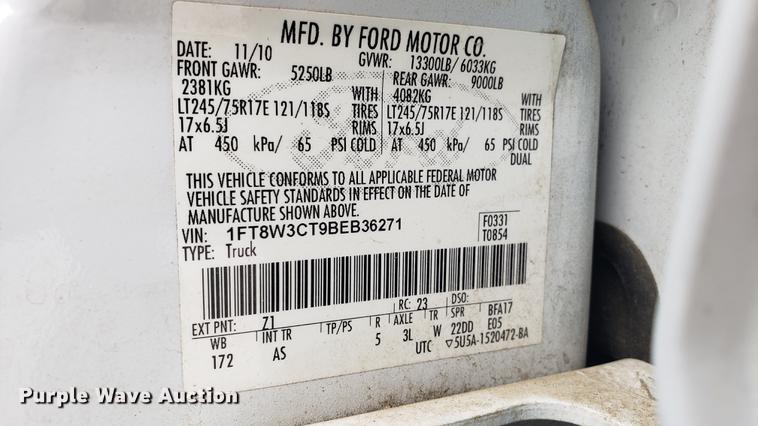 MFD. BY FORD MOTOR CO.
DATE: 11/10 GVWR: 13300LB/ 6033KG
FRONT GAWR: 5250LB REAR GAWR: 9000LB
2381KG WITH 4082KG WITH
LT245/75R17E 121/118S TIRES LT245/75R17E 121/118S TIRES
17x6.5J RIMS 17x6.5J RIMS
AT 450 kPa/ 65 PSI COLD AT 450 kPa/ 65 PSI COLD
DUAL
THIS VEHICLE CONFORMS TO ALL APPLICABLE FEDERAL MOTOR
VEHICLE SAFETY STANDARDS IN EFFECT ON THE DATE OF
MANUFACTURE SHOWN ABOVE.
VIN: 1FT8W3CT9BEB36271 F0331
TYPE: Truck T0854
EXT PNT: Z1 RC: 23 DSO:
WB INT TR TP/PS R AXLE TR SPR BFA17
172 AS 5 3L W 22DD E05
UTC ▽5U5A-1520472-BA
Purple Wave Auction